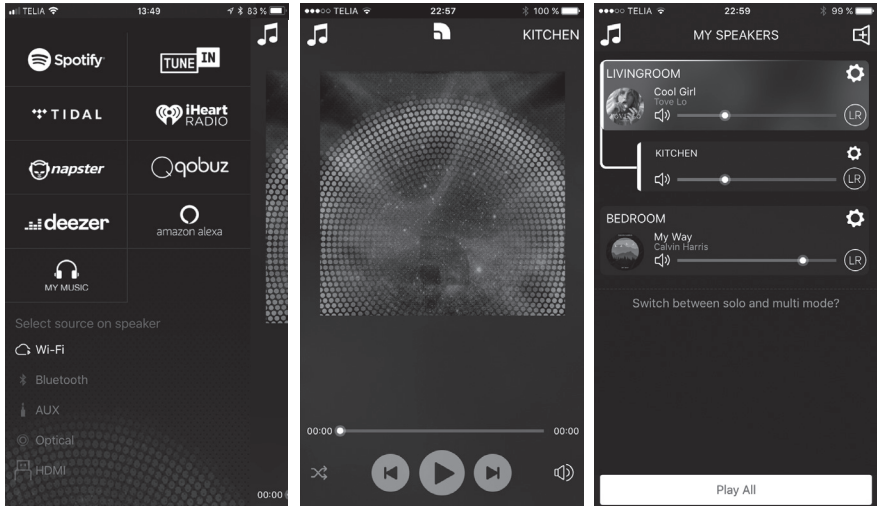 TELIA 13:49 83 %
Spotify
TUNE IN
TIDAL
iHeart
RADIO
napster
qobuz
deezer
amazon alexa
MY MUSIC
Select source on speaker
Wi-Fi
Bluetooth
AUX
Optical
HDMI
00:00
TELIA 22:57 100 %
KITCHEN
00:00 00:00
TELIA 22:59 99 %
MY SPEAKERS
LIVINGROOM
Cool Girl
Tove Lo
LR
KITCHEN
LR
BEDROOM
My Way
Calvin Harris
LR
Switch between solo and multi mode?
Play All